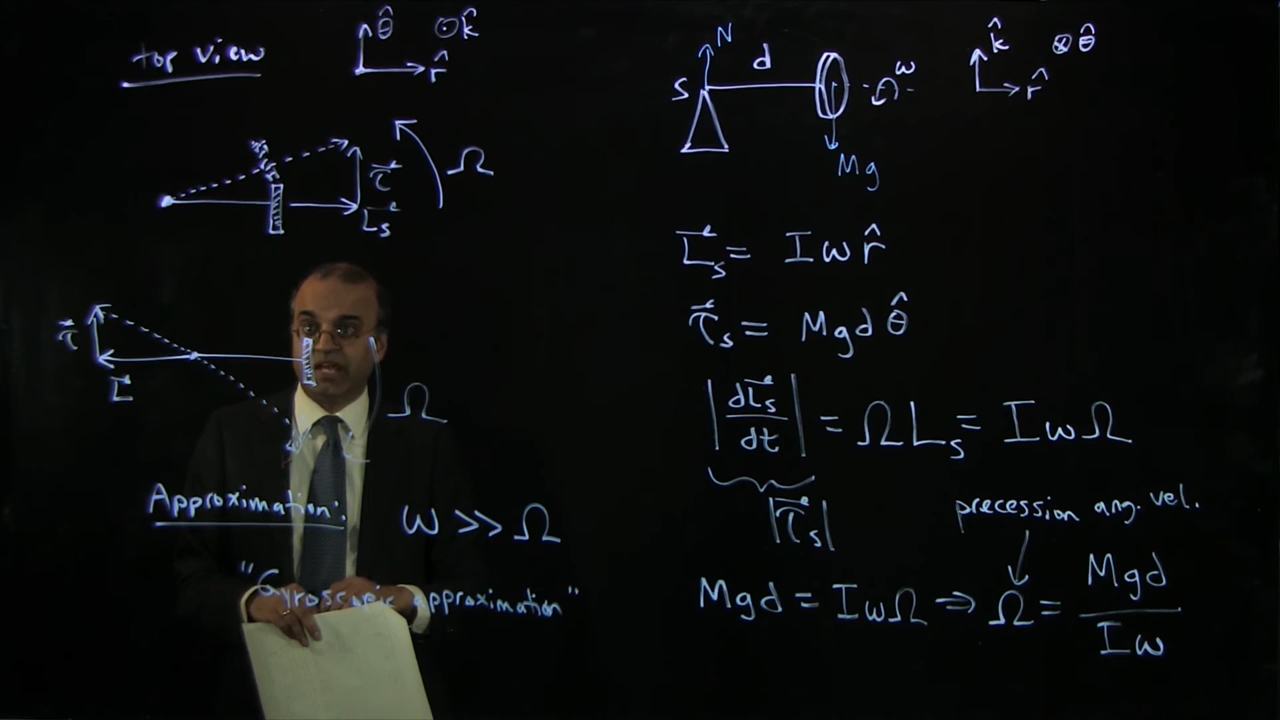 top view
θ̂
⊙k̂
r̂
τ⃗
L⃗s
Ω
τ⃗
L⃗
Ω
Approximation:
ω >> Ω
"Gyroscopic approximation"
N
S
d
ω
Mg
k̂
⊗θ̂
r̂
L⃗s = Iω r̂
τ⃗s = Mgd θ̂
|dL⃗s/dt| = ΩLs = IωΩ
|τ⃗s|
precession ang. vel.
Mgd = IωΩ ⇒ Ω = Mgd/Iω